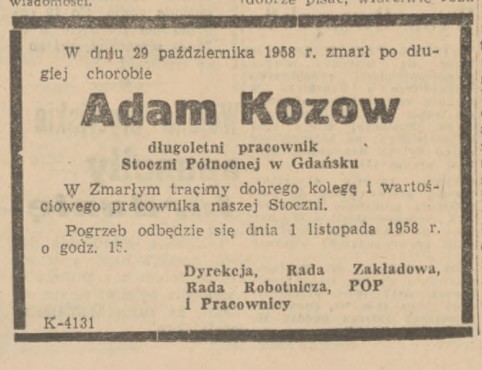 wiadomości.
W dniu 29 października 1958 r. zmarł po dłu-
giej chorobie
Adam Kozow
długoletni pracownik
Stoczni Północnej w Gdańsku
W Zmarłym tracimy dobrego kolegę i wartoś-
ciowego pracownika naszej Stoczni.
Pogrzeb odbędzie się dnia 1 listopada 1958 r.
o godz. 15.
Dyrekcja, Rada Zakładowa,
Rada Robotnicza, POP
i Pracownicy
K-4131